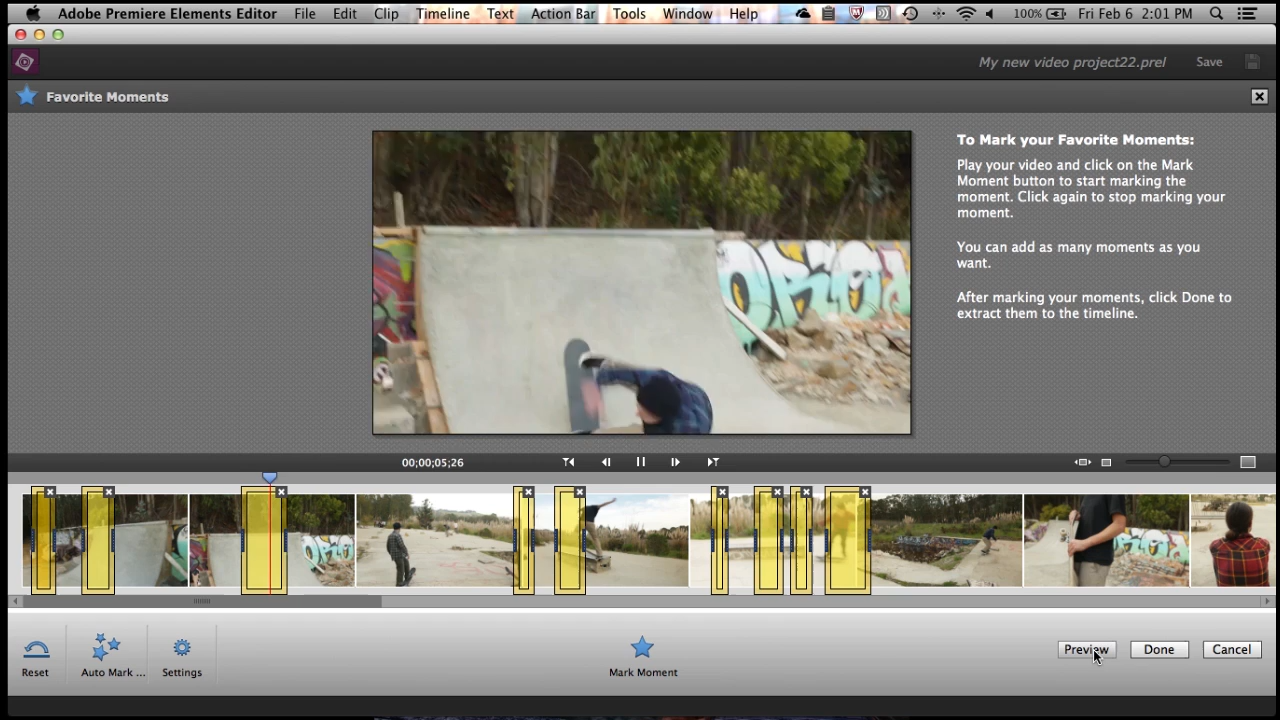 Adobe Premiere Elements Editor File Edit Clip Timeline Text Action Bar Tools Window Help 100% Fri Feb 6 2:01 PM
My new video project22.prel Save
Favorite Moments
To Mark your Favorite Moments:
Play your video and click on the Mark
Moment button to start marking the
moment. Click again to stop marking your
moment.
You can add as many moments as you
want.
After marking your moments, click Done to
extract them to the timeline.
00;00;05;26
Reset Auto Mark ... Settings Mark Moment
Preview Done Cancel